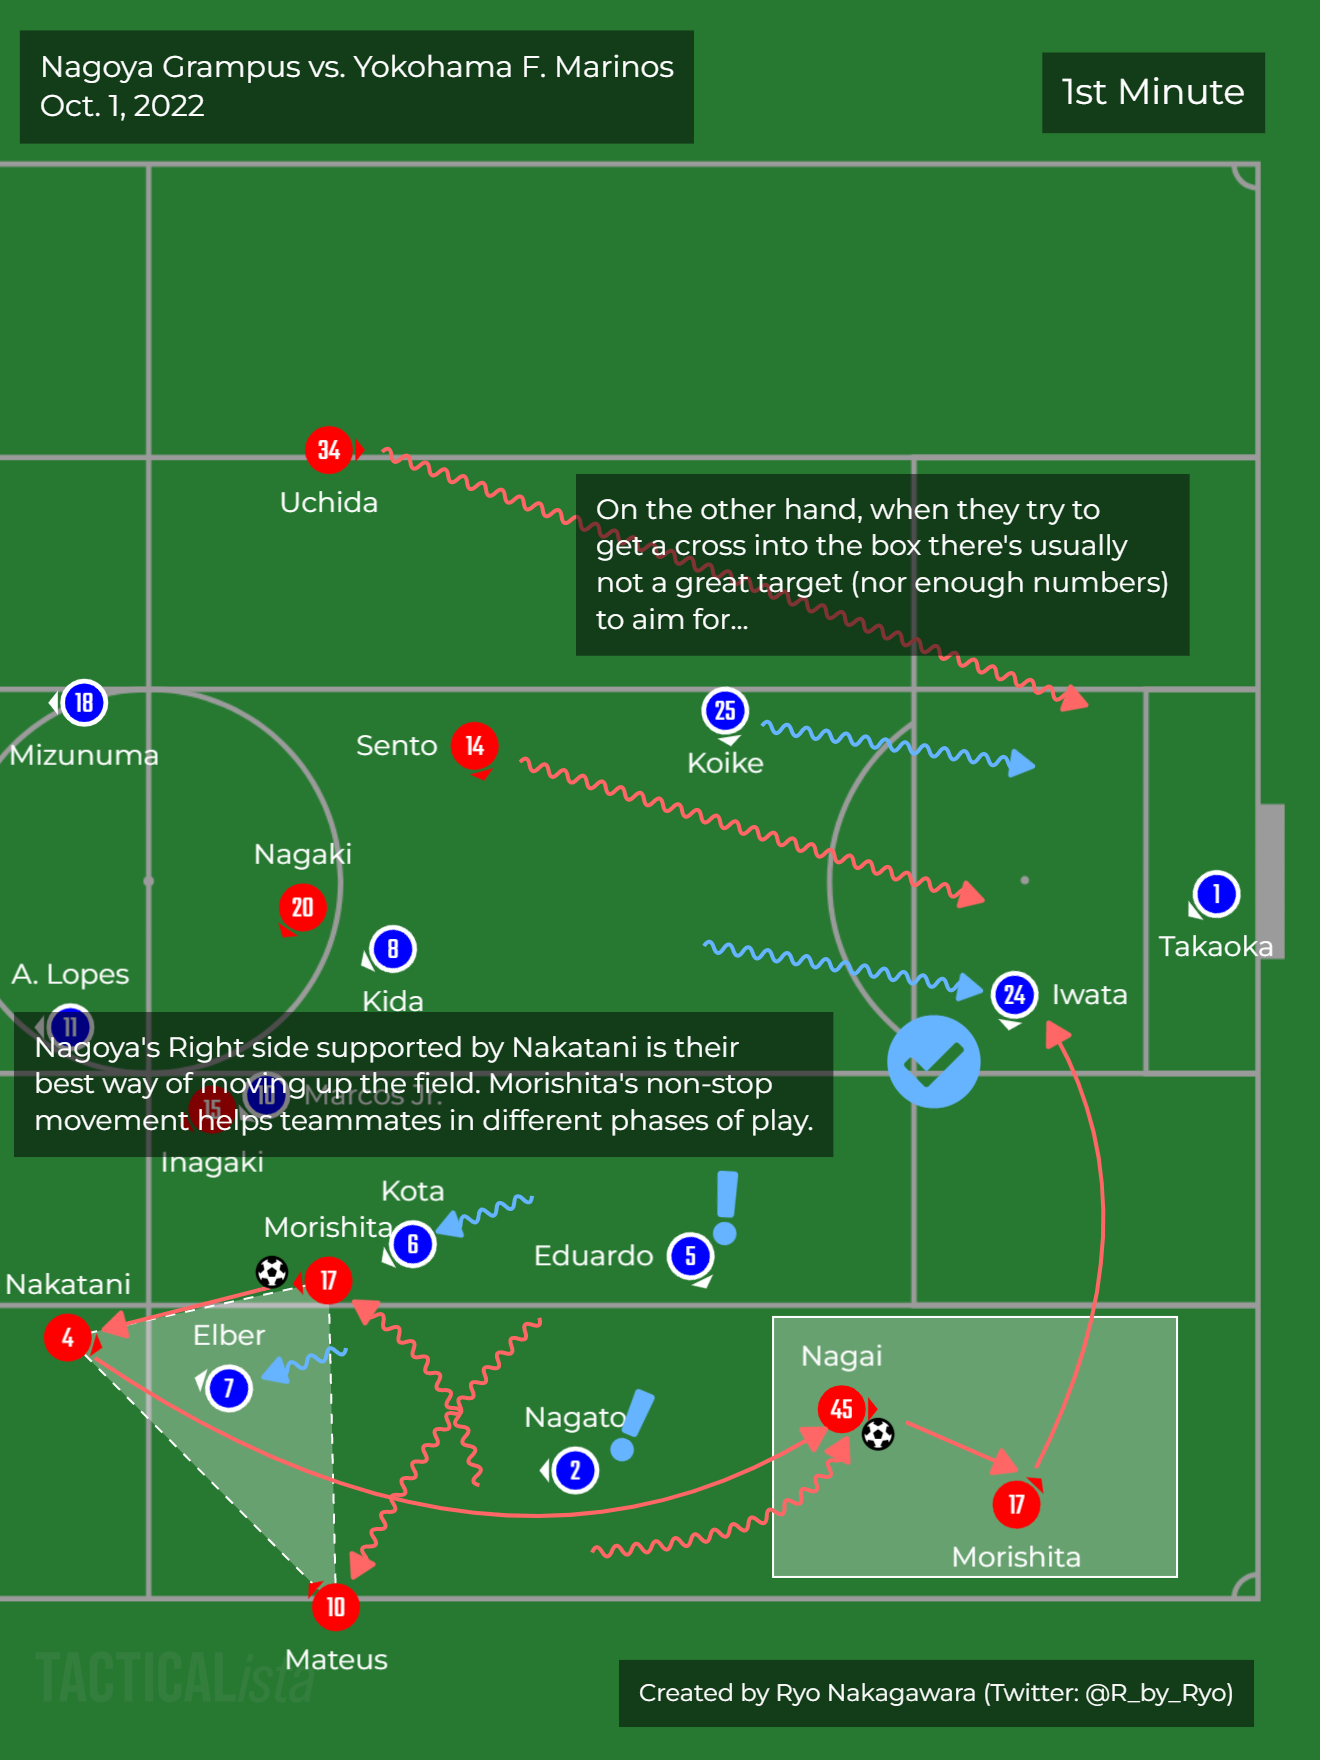 Nagoya Grampus vs. Yokohama F. Marinos
Oct. 1, 2022
1st Minute
34
Uchida
On the other hand, when they try to
get a cross into the box there's usually
not a great target (nor enough numbers)
to aim for...
18
Mizunuma
Sento
14
25
Koike
Nagaki
20
1
Takaoka
8
Kida
A. Lopes
11
24
Iwata
Nagoya's Right side supported by Nakatani is their
best way of moving up the field. Morishita's non-stop
movement helps teammates in different phases of play.
15
10
Marcos Jr.
Inagaki
Kota
6
Morishita
17
Eduardo
5
Nakatani
4
Elber
7
Nagai
45
Nagato
2
17
Morishita
10
Mateus
TACTICALista
Created by Ryo Nakagawara (Twitter: @R_by_Ryo)